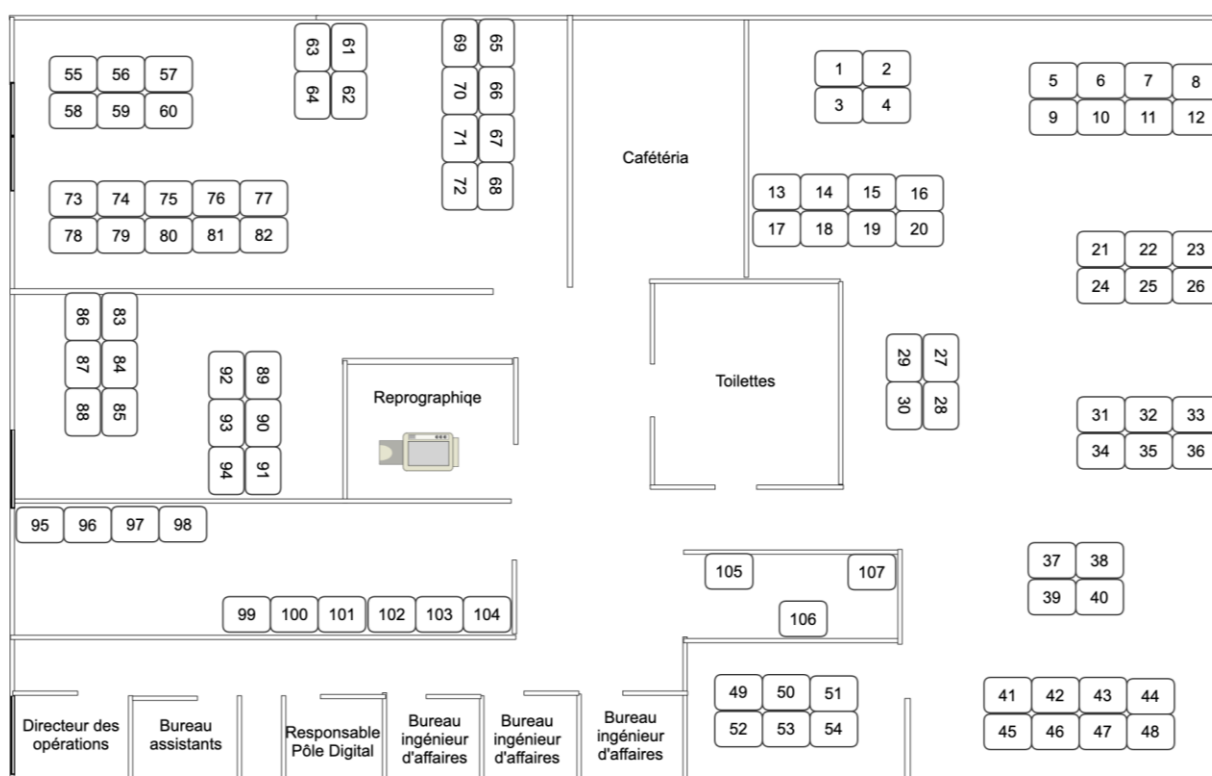 63 61
69 65
55 56 57
64 62
70 66
58 59 60
71 67
72 68
73 74 75 76 77
78 79 80 81 82
Cafétéria
1 2
3 4
5 6 7 8
9 10 11 12
13 14 15 16
17 18 19 20
21 22 23
24 25 26
86 83
87 84
88 85
92 89
93 90
94 91
Reprographiqe
Toilettes
29 27
30 28
31 32 33
34 35 36
95 96 97 98
99 100 101 102 103 104
105 107
106
37 38
39 40
49 50 51
52 53 54
41 42 43 44
45 46 47 48
Directeur des
opérations
Bureau
assistants
Responsable
Pôle Digital
Bureau
ingénieur
d'affaires
Bureau
ingénieur
d'affaires
Bureau
ingénieur
d'affaires